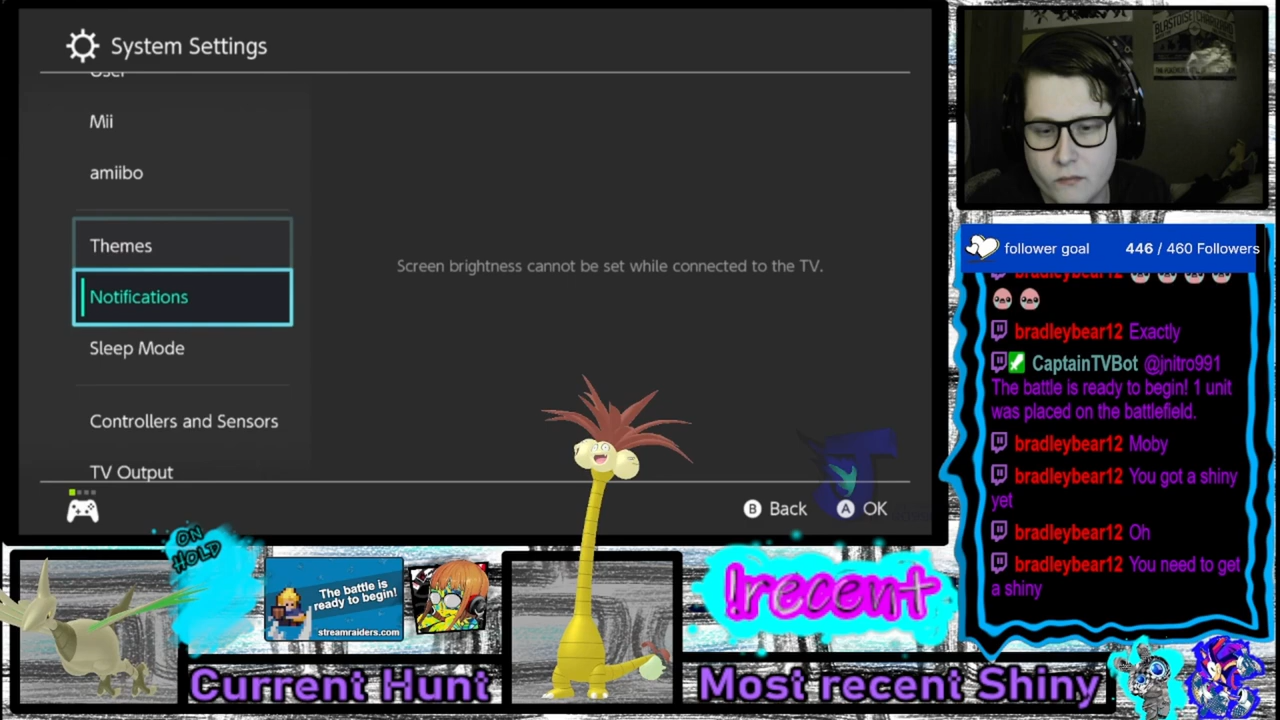 System Settings
User
Mii
amiibo
Themes
Notifications
Sleep Mode
Controllers and Sensors
TV Output
Screen brightness cannot be set while connected to the TV.
B Back
A OK
BLASTOISE
follower goal 446 / 460 Followers
bradleybear12
bradleybear12 Exactly
CaptainTVBot @jnitro991
The battle is ready to begin! 1 unit
was placed on the battlefield.
bradleybear12 Moby
bradleybear12 You got a shiny
yet
bradleybear12 Oh
bradleybear12 You need to get
a shiny
ON
HOLD
The battle is
ready to begin!
streamraiders.com
!recent
Current Hunt
Most recent Shiny